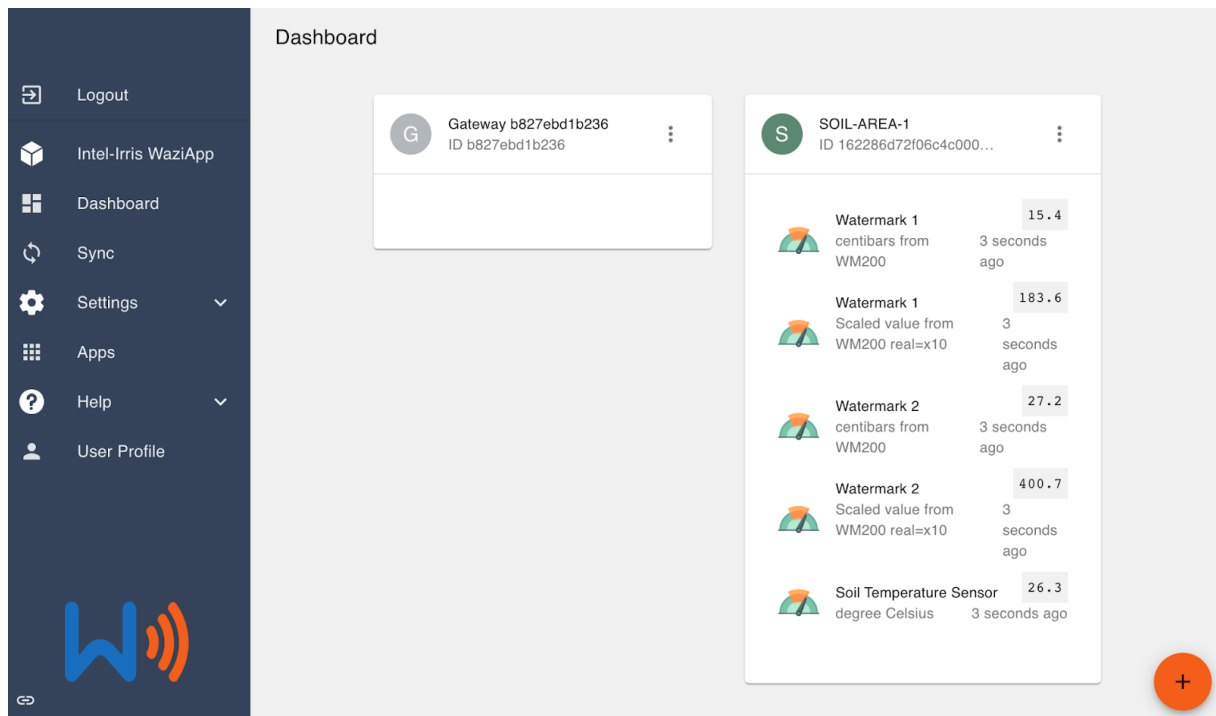 Dashboard
Logout
Intel-Irris WaziApp
Dashboard
Sync
Settings
Apps
Help
User Profile
G
Gateway b827ebd1b236
ID b827ebd1b236
S
SOIL-AREA-1
ID 162286d72f06c4c000...
Watermark 1
15.4
centibars from
WM200
3 seconds
ago
Watermark 1
183.6
Scaled value from
WM200 real=x10
3
seconds
ago
Watermark 2
27.2
centibars from
WM200
3 seconds
ago
Watermark 2
400.7
Scaled value from
WM200 real=x10
3
seconds
ago
Soil Temperature Sensor
26.3
degree Celsius
3 seconds ago
+